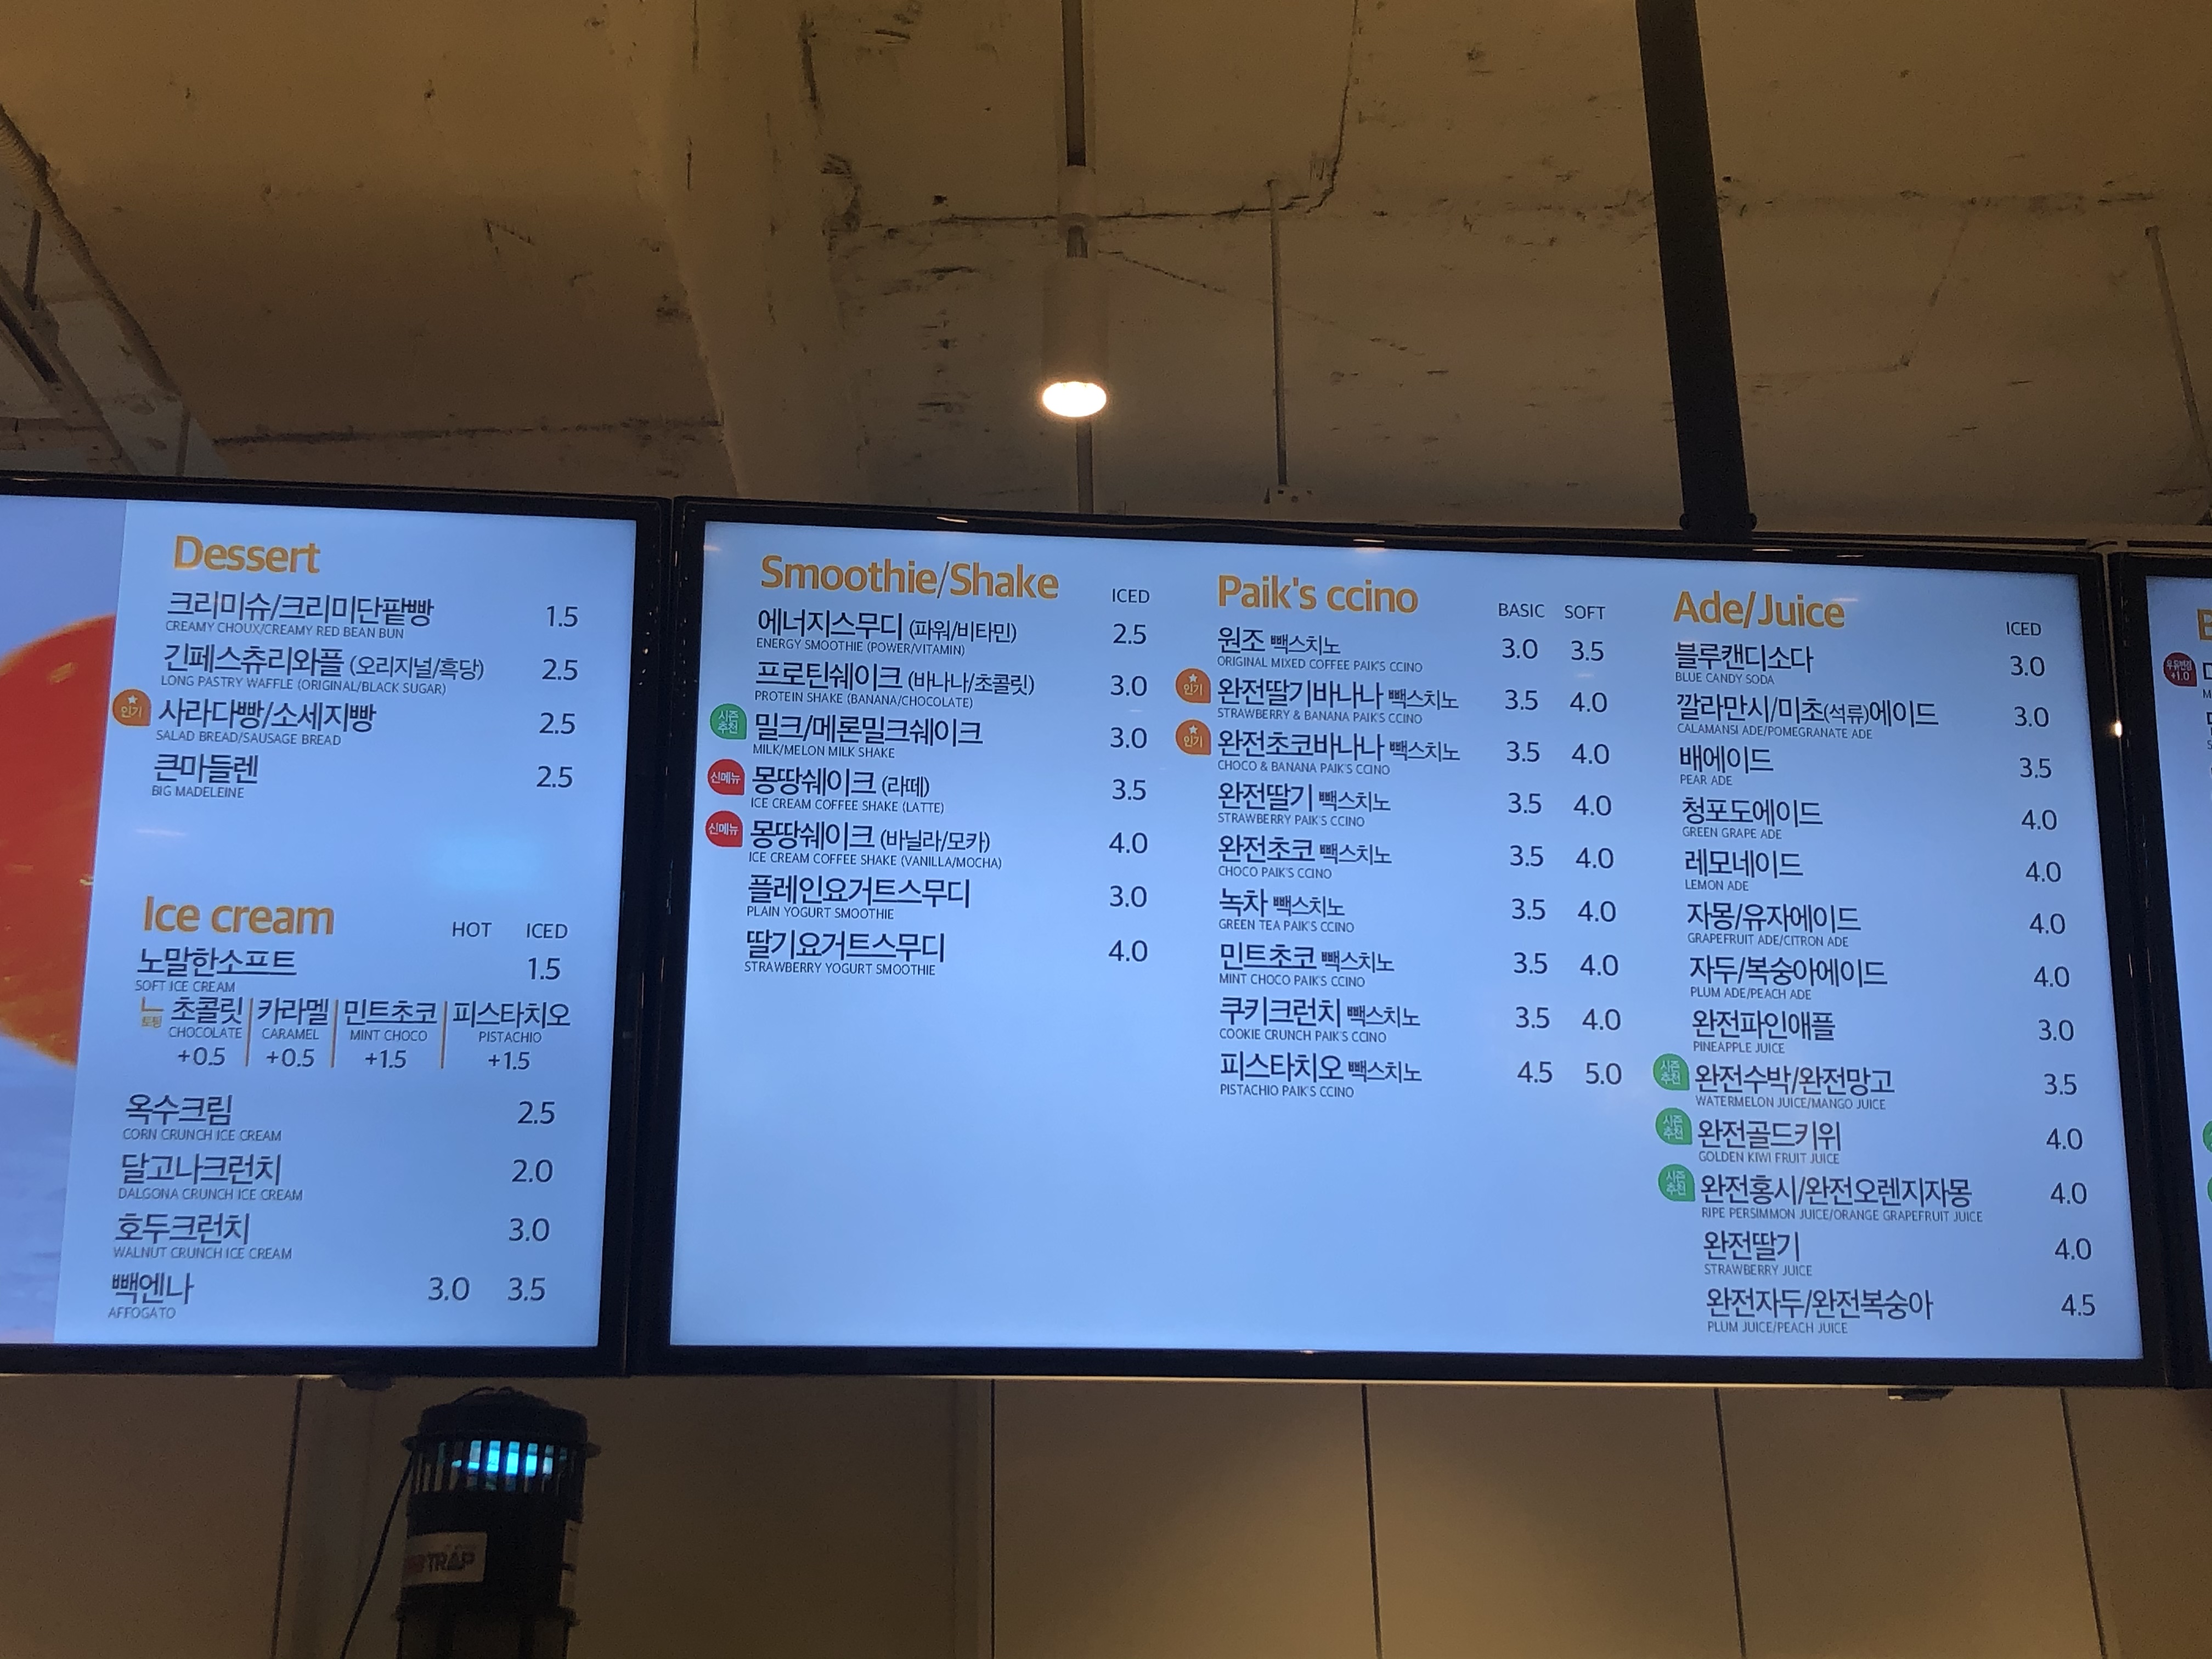 Dessert
크리미슈/크리미단팥빵 1.5
CREAMY CHOUX/CREAMY RED BEAN BUN
긴페스츄리와플 (오리지널/흑당) 2.5
LONG PASTRY WAFFLE (ORIGINAL/BLACK SUGAR)
인기 사라다빵/소세지빵 2.5
SALAD BREAD/SAUSAGE BREAD
큰마들렌 2.5
BIG MADELEINE
Ice cream HOT ICED
노말한소프트 1.5
SOFT ICE CREAM
토핑 초콜릿 카라멜 민트초코 피스타치오
CHOCOLATE CARAMEL MINT CHOCO PISTACHIO
+0.5 +0.5 +1.5 +1.5
옥수크림 2.5
CORN CRUNCH ICE CREAM
달고나크런치 2.0
DALGONA CRUNCH ICE CREAM
호두크런치 3.0
WALNUT CRUNCH ICE CREAM
빽엔나 3.0 3.5
AFFOGATO
Smoothie/Shake ICED
에너지스무디 (파워/비타민) 2.5
ENERGY SMOOTHIE (POWER/VITAMIN)
프로틴쉐이크 (바나나/초콜릿) 3.0
PROTEIN SHAKE (BANANA/CHOCOLATE)
시즌추천 밀크/메론밀크쉐이크 3.0
MILK/MELON MILK SHAKE
신메뉴 몽땅쉐이크 (라떼) 3.5
ICE CREAM COFFEE SHAKE (LATTE)
신메뉴 몽땅쉐이크 (바닐라/모카) 4.0
ICE CREAM COFFEE SHAKE (VANILLA/MOCHA)
플레인요거트스무디 3.0
PLAIN YOGURT SMOOTHIE
딸기요거트스무디 4.0
STRAWBERRY YOGURT SMOOTHIE
Paik's ccino BASIC SOFT
원조 빽스치노 3.0 3.5
ORIGINAL MIXED COFFEE PAIK'S CCINO
인기 완전딸기바나나 빽스치노 3.5 4.0
STRAWBERRY & BANANA PAIK'S CCINO
인기 완전초코바나나 빽스치노 3.5 4.0
CHOCO & BANANA PAIK'S CCINO
완전딸기 빽스치노 3.5 4.0
STRAWBERRY PAIK'S CCINO
완전초코 빽스치노 3.5 4.0
CHOCO PAIK'S CCINO
녹차 빽스치노 3.5 4.0
GREEN TEA PAIK'S CCINO
민트초코 빽스치노 3.5 4.0
MINT CHOCO PAIK'S CCINO
쿠키크런치 빽스치노 3.5 4.0
COOKIE CRUNCH PAIK'S CCINO
피스타치오 빽스치노 4.5 5.0
PISTACHIO PAIK'S CCINO
Ade/Juice ICED
블루캔디소다 3.0
BLUE CANDY SODA
깔라만시/미초(석류)에이드 3.0
CALAMANSI ADE/POMEGRANATE ADE
배에이드 3.5
PEAR ADE
청포도에이드 4.0
GREEN GRAPE ADE
레모네이드 4.0
LEMON ADE
자몽/유자에이드 4.0
GRAPEFRUIT ADE/CITRON ADE
자두/복숭아에이드 4.0
PLUM ADE/PEACH ADE
완전파인애플 3.0
PINEAPPLE JUICE
시즌추천 완전수박/완전망고 3.5
WATERMELON JUICE/MANGO JUICE
시즌추천 완전골드키위 4.0
GOLDEN KIWI FRUIT JUICE
시즌추천 완전홍시/완전오렌지자몽 4.0
RIPE PERSIMMON JUICE/ORANGE GRAPEFRUIT JUICE
완전딸기 4.0
STRAWBERRY JUICE
완전자두/완전복숭아 4.5
PLUM JUICE/PEACH JUICE
우유변경
+1.0
TRAP